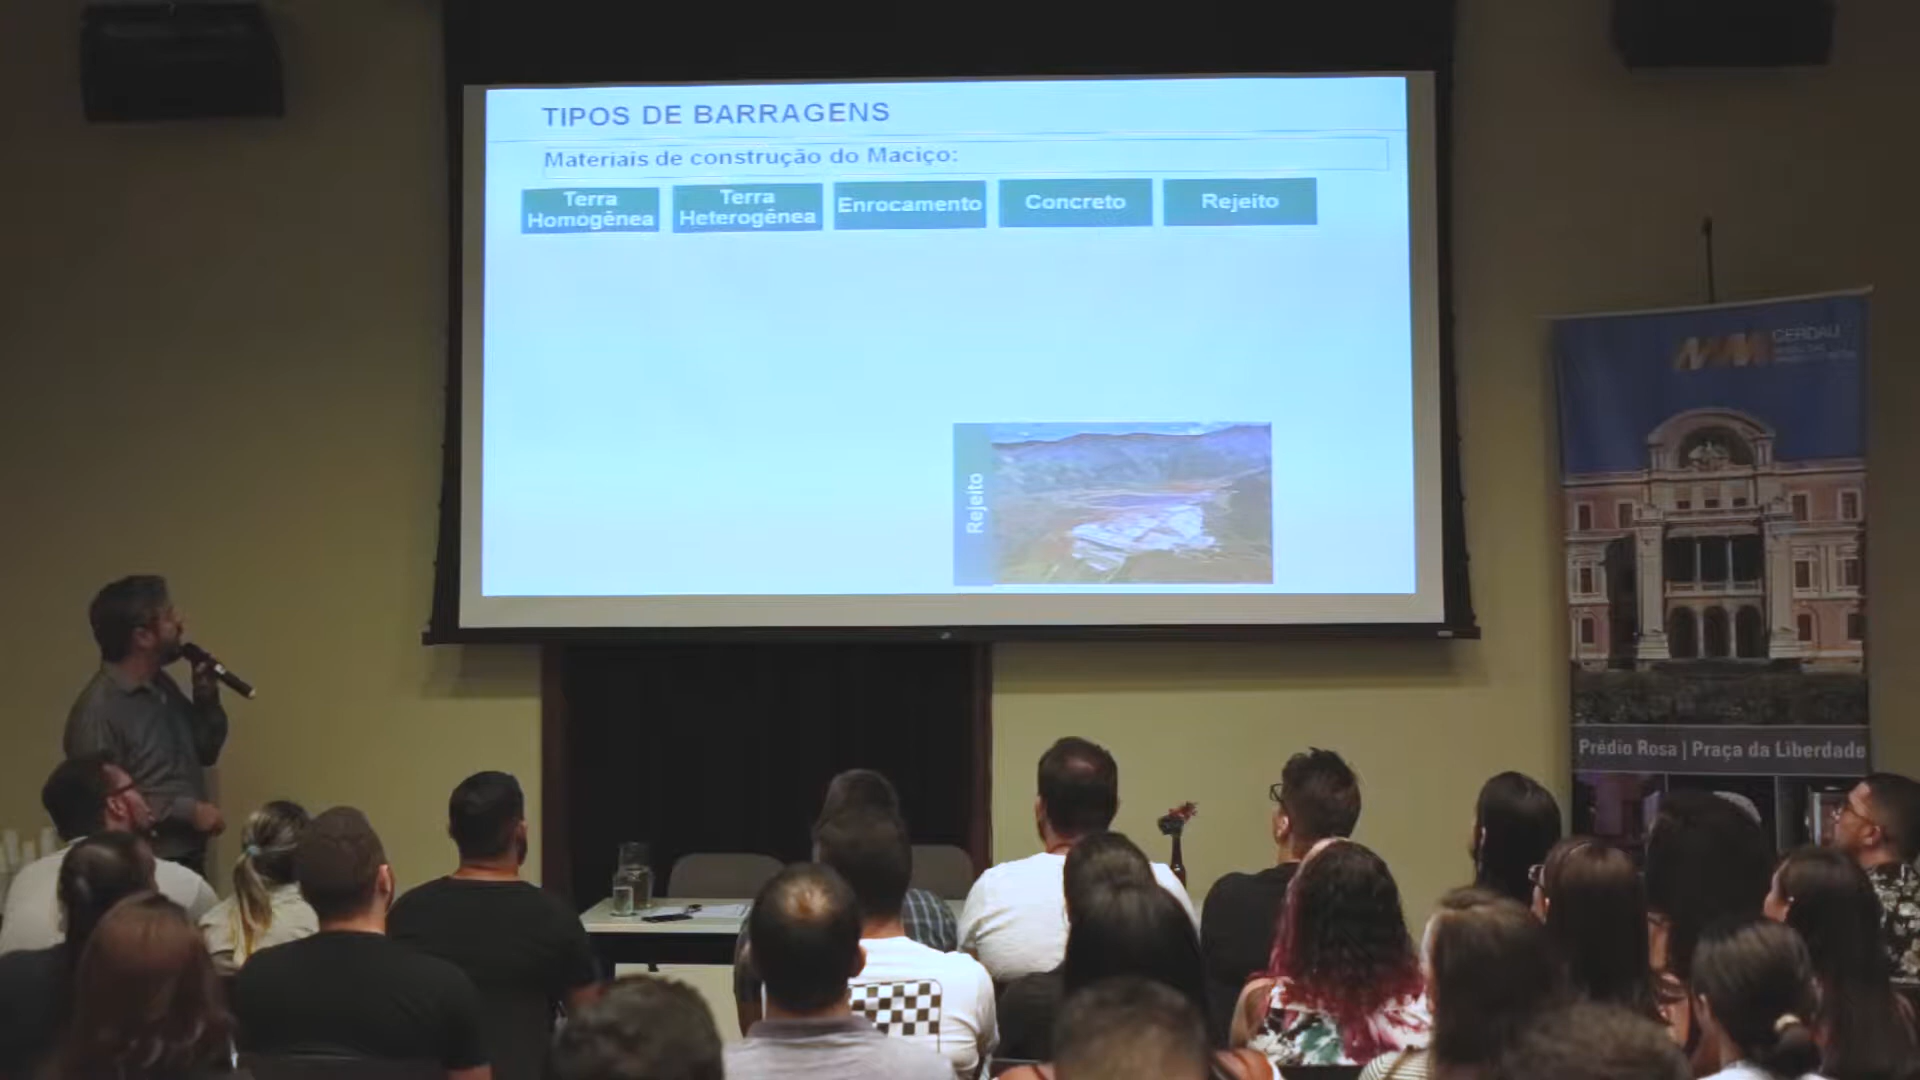 TIPOS DE BARRAGENS
Materiais de construção do Maciço:
Terra
Homogênea
Terra
Heterogênea
Enrocamento
Concreto
Rejeito
Rejeito
GERDAU
Prédio Rosa | Praça da Liberdade